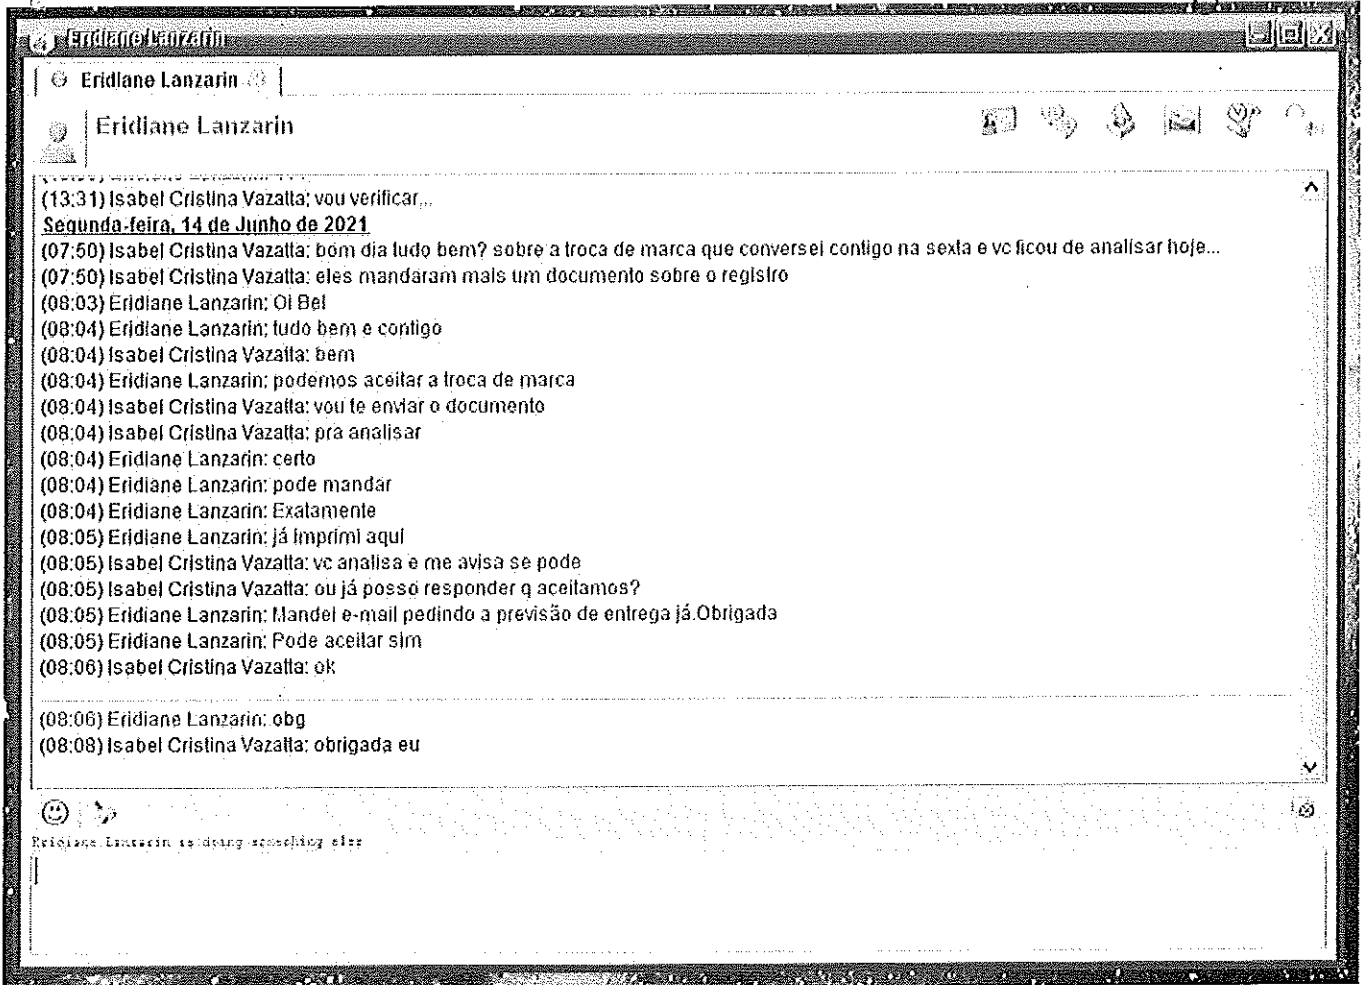 Eridiane Lanzarin
Eridiane Lanzarin
Eridiane Lanzarin
(13:31) Isabel Cristina Vazatta: vou verificar...
Segunda-feira, 14 de Junho de 2021
(07:50) Isabel Cristina Vazatta: bom dia tudo bem? sobre a troca de marca que conversei contigo na sexta e vc ficou de analisar hoje...
(07:50) Isabel Cristina Vazatta: eles mandaram mais um documento sobre o registro
(08:03) Eridiane Lanzarin: Oi Bel
(08:04) Eridiane Lanzarin: tudo bem e contigo
(08:04) Isabel Cristina Vazatta: bem
(08:04) Eridiane Lanzarin: podemos aceitar a troca de marca
(08:04) Isabel Cristina Vazatta: vou te enviar o documento
(08:04) Isabel Cristina Vazatta: pra analisar
(08:04) Eridiane Lanzarin: certo
(08:04) Eridiane Lanzarin: pode mandar
(08:04) Eridiane Lanzarin: Exatamente
(08:05) Eridiane Lanzarin: já imprimi aqui
(08:05) Isabel Cristina Vazatta: vc analisa e me avisa se pode
(08:05) Isabel Cristina Vazatta: ou já posso responder q aceitamos?
(08:05) Eridiane Lanzarin: Mandei e-mail pedindo a previsão de entrega já.Obrigada
(08:05) Eridiane Lanzarin: Pode aceitar sim
(08:06) Isabel Cristina Vazatta: ok
(08:06) Eridiane Lanzarin: obg
(08:08) Isabel Cristina Vazatta: obrigada eu
Eridiane Lanzarin is doing something else